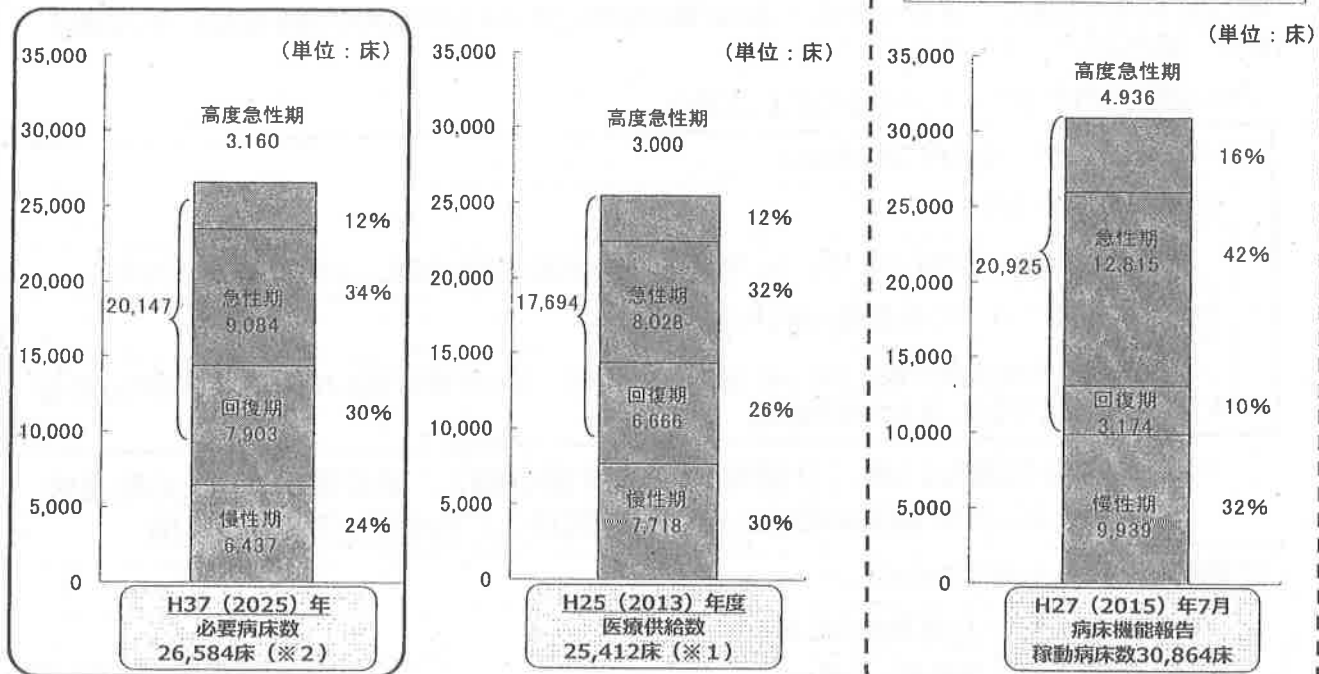 (単位:床)
35,000
30,000
25,000
20,000
15,000
10,000
5,000
0
高度急性期
3.160
12%
急性期
9,084
34%
20,147
回復期
7,903
30%
慢性期
6,437
24%
H37(2025)年
必要病床数
26,584床(※2)
(単位:床)
35,000
30,000
25,000
20,000
15,000
10,000
5,000
0
高度急性期
3.000
12%
急性期
8,028
32%
17,694
回復期
6,666
26%
慢性期
7,718
30%
H25(2013)年度
医療供給数
25,412床(※1)
(単位:床)
35,000
30,000
25,000
20,000
15,000
10,000
5,000
0
高度急性期
4.936
16%
急性期
12,815
42%
20,925
回復期
3,174
10%
慢性期
9,939
32%
H27(2015)年7月
病床機能報告
稼動病床数30,864床